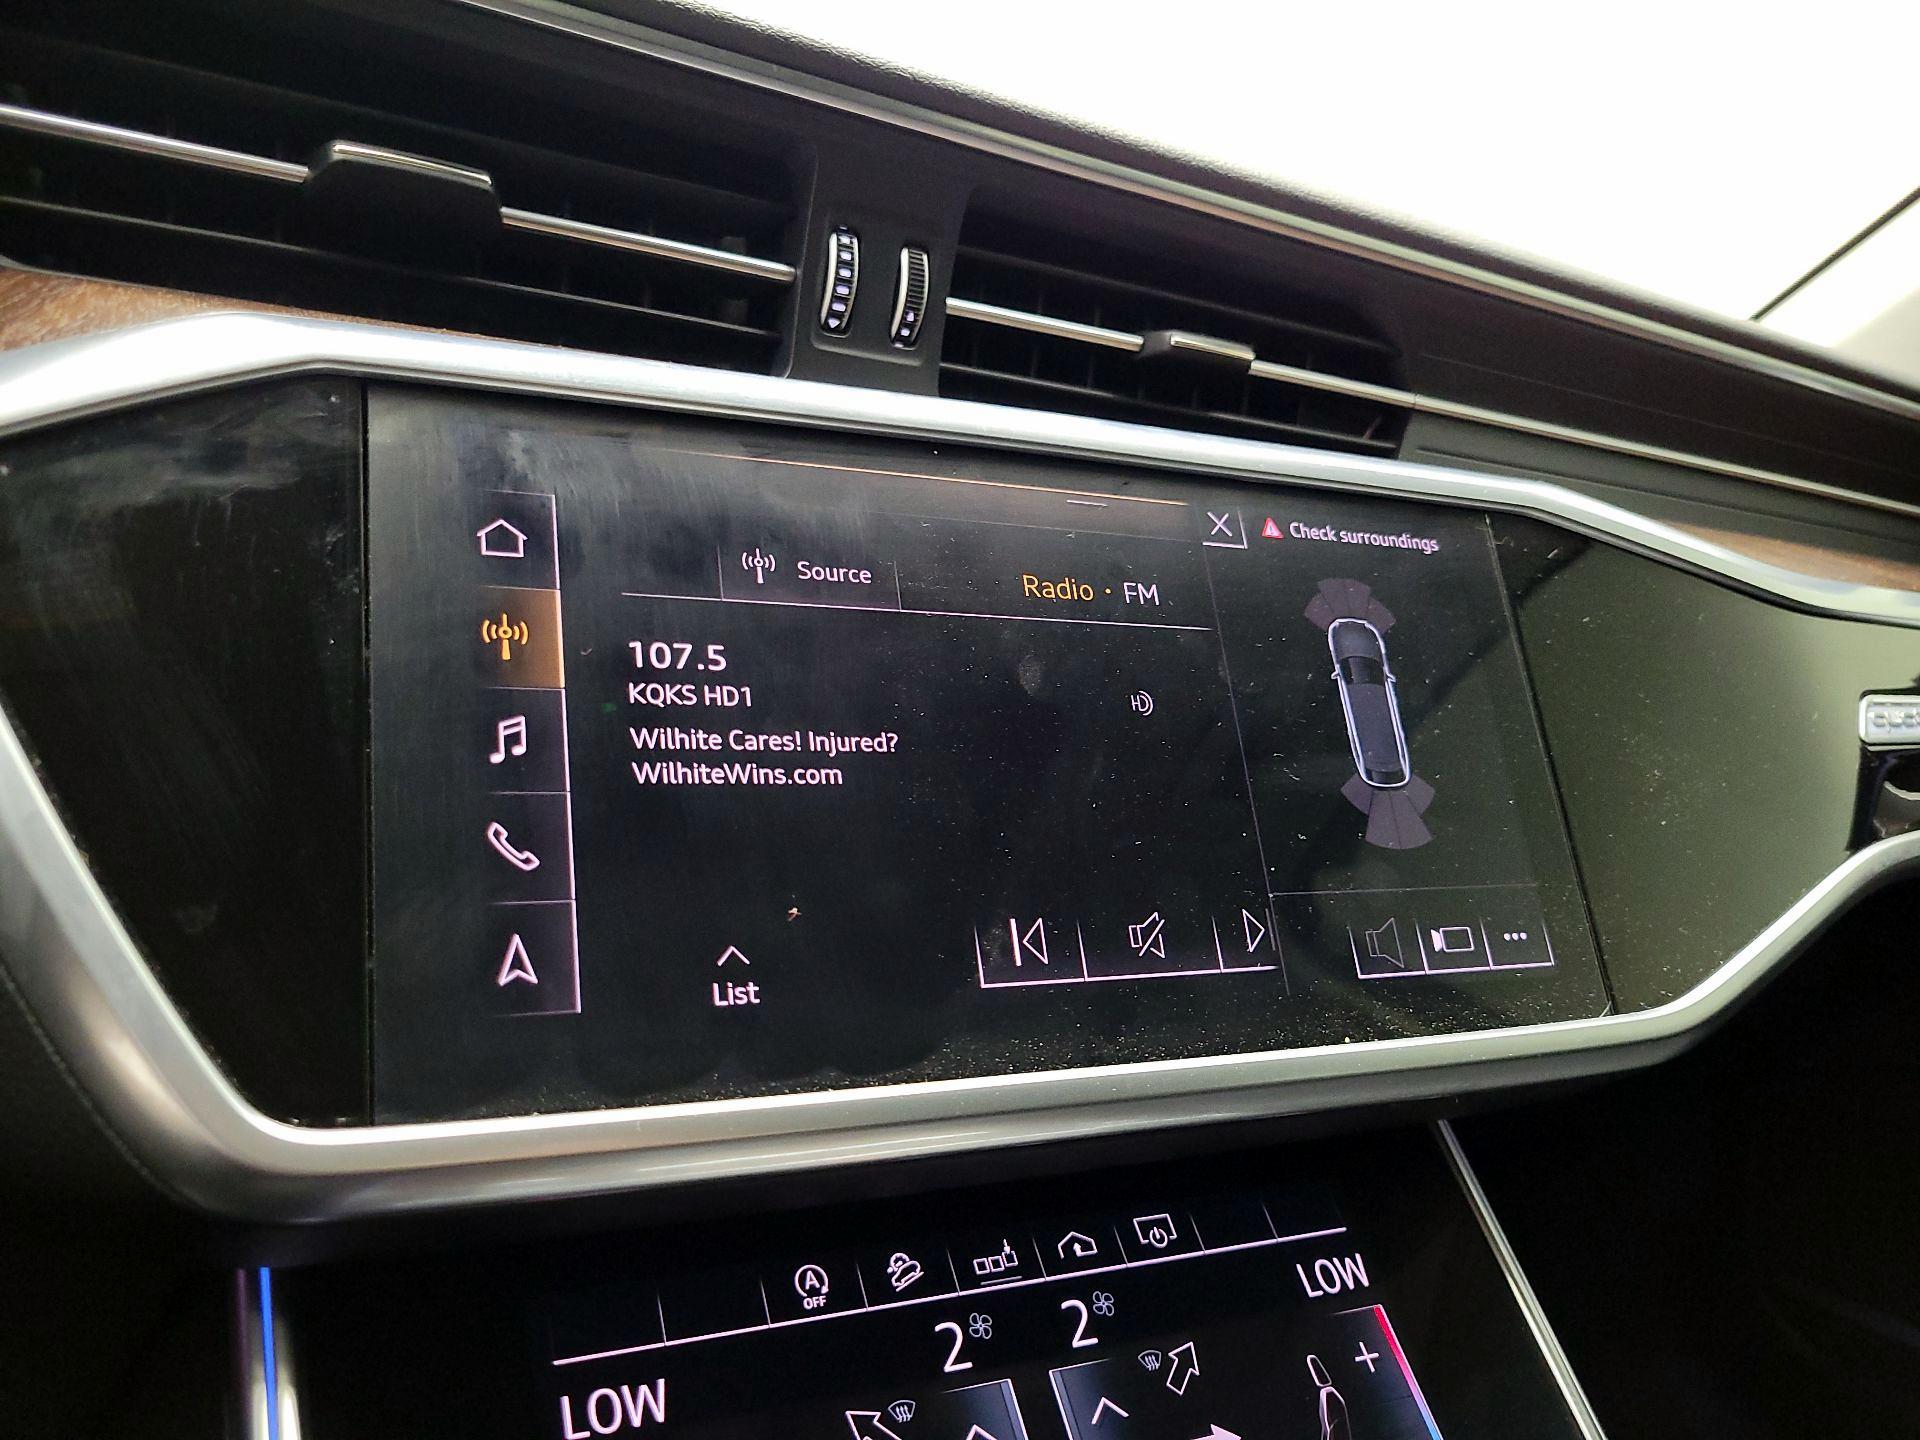 Check surroundings
Source
Radio • FM
107.5
KQKS HD1
HD
Wilhite Cares! Injured?
WilhiteWins.com
List
A
OFF
LOW
2
2
LOW